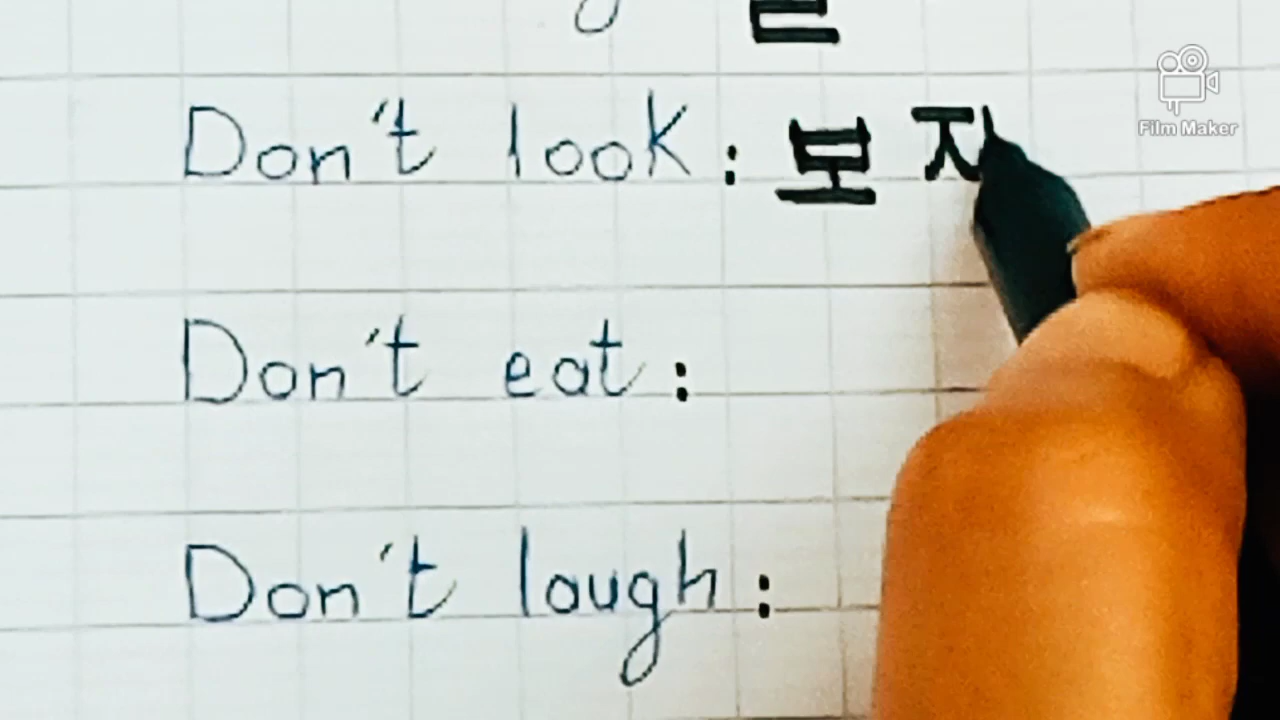 Film Maker
Don't look : 보
Don't eat :
Don't laugh :